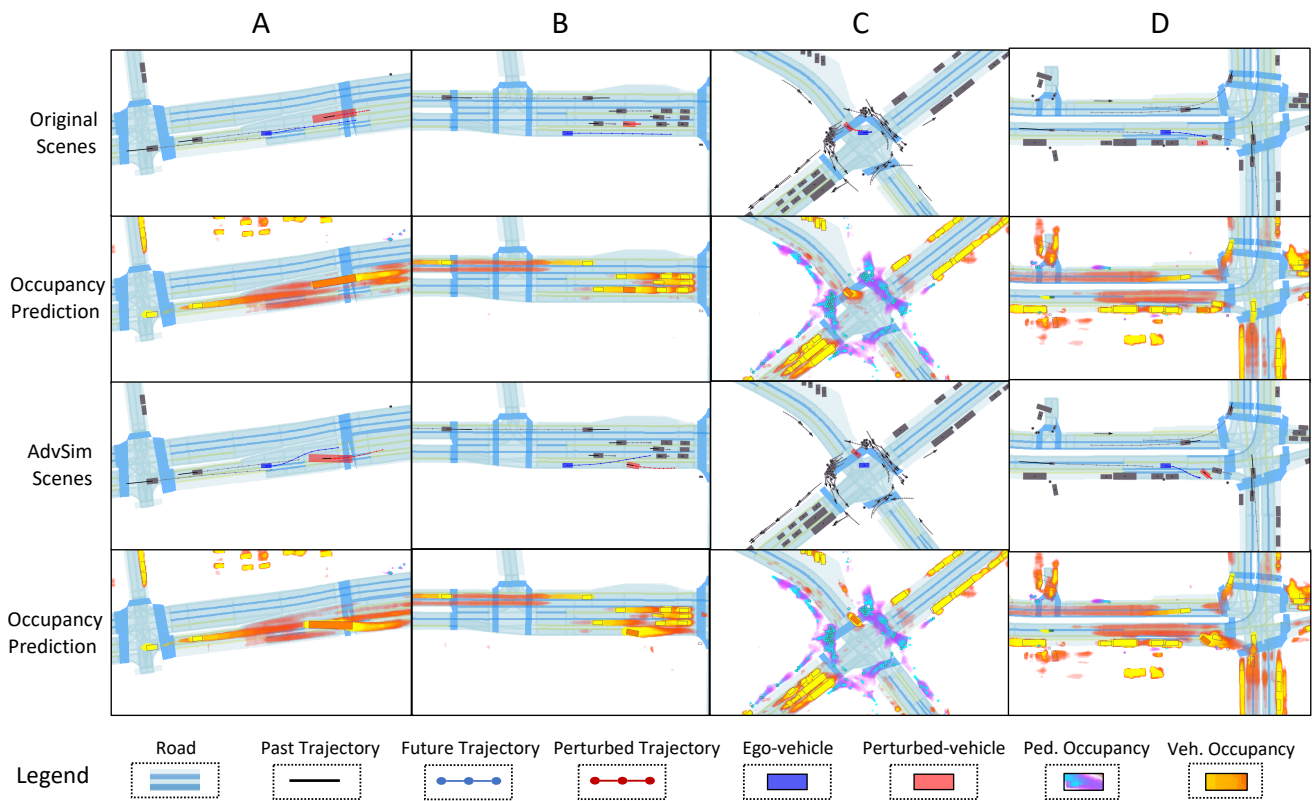 A B C D
Original
Scenes
Occupancy
Prediction
AdvSim
Scenes
Occupancy
Prediction
Legend
Road Past Trajectory Future Trajectory Perturbed Trajectory Ego-vehicle Perturbed-vehicle Ped. Occupancy Veh. Occupancy